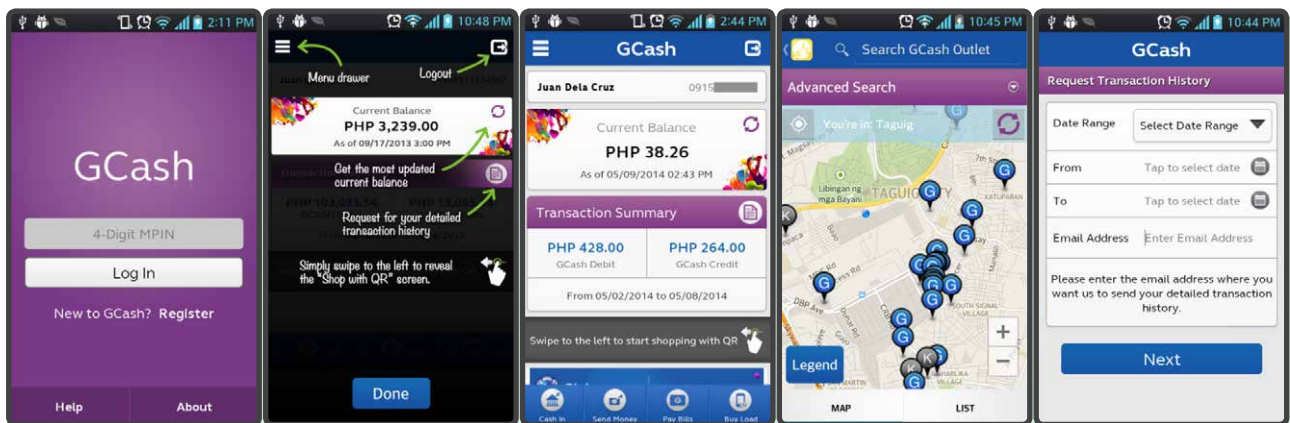 2:11 PM
GCash
4-Digit MPIN
Log In
New to GCash? Register
Help
About
10:48 PM
Menu drawer
Logout
Current Balance
PHP 3,239.00
As of 09/17/2013 3:00 PM
Get the most updated
current balance
Request for your detailed
transaction history
Simply swipe to the left to reveal
the "Shop with QR" screen.
Done
2:44 PM
GCash
Juan Dela Cruz
0915
Current Balance
PHP 38.26
As of 05/09/2014 02:43 PM
Transaction Summary
PHP 428.00
GCash Debit
PHP 264.00
GCash Credit
From 05/02/2014 to 05/08/2014
Swipe to the left to start shopping with QR
Cash In
Send Money
Pay Bills
Buy Load
10:45 PM
Search GCash Outlet
Advanced Search
You're in: Taguig
Libingan ng
mga Bayani
TAGUIG
KATUPARAN
DBP Ave
SOUTH SIGNAL
VILLAGE
Legend
MAP
LIST
10:44 PM
GCash
Request Transaction History
Date Range
Select Date Range
From
Tap to select date
To
Tap to select date
Email Address
Enter Email Address
Please enter the email address where you
want us to send your detailed transaction
history.
Next